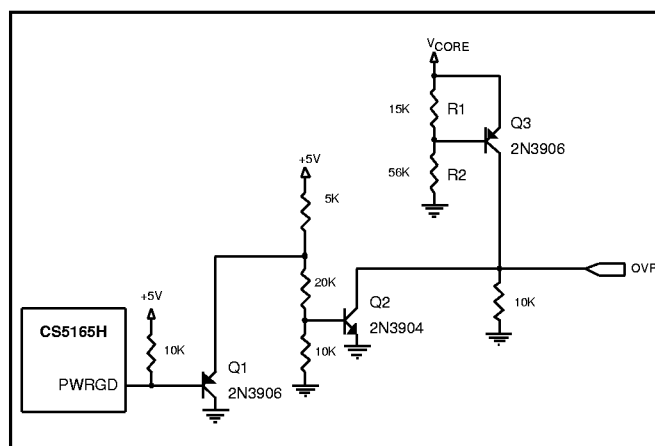 VCORE
15K
R1
Q3
2N3906
56K
R2
+5V
5K
20K
Q2
2N3904
10K
OVP
10K
CS5165H
PWRGD
+5V
10K
Q1
2N3906